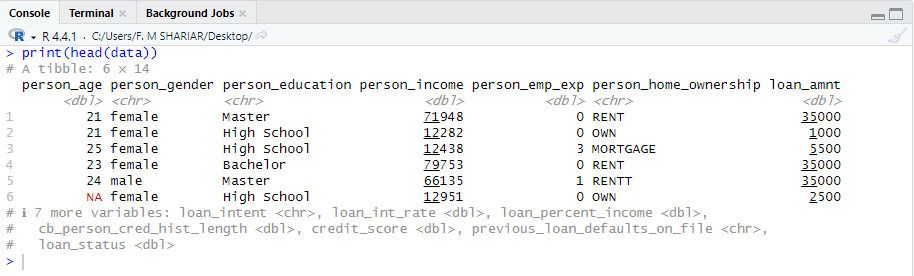 Console Terminal × Background Jobs ×
R R 4.4.1 · C:/Users/F. M SHARIAR/Desktop/
> print(head(data))
# A tibble: 6 × 14
person_age person_gender person_education person_income person_emp_exp person_home_ownership loan_amnt
<dbl> <chr> <chr> <dbl> <dbl> <chr> <dbl>
1 21 female Master 71948 0 RENT 35000
2 21 female High School 12282 0 OWN 1000
3 25 female High School 12438 3 MORTGAGE 5500
4 23 female Bachelor 79753 0 RENT 35000
5 24 male Master 66135 1 RENTT 35000
6 NA female High School 12951 0 OWN 2500
# ℹ 7 more variables: loan_intent <chr>, loan_int_rate <dbl>, loan_percent_income <dbl>,
# cb_person_cred_hist_length <dbl>, credit_score <dbl>, previous_loan_defaults_on_file <chr>,
# loan_status <dbl>
>